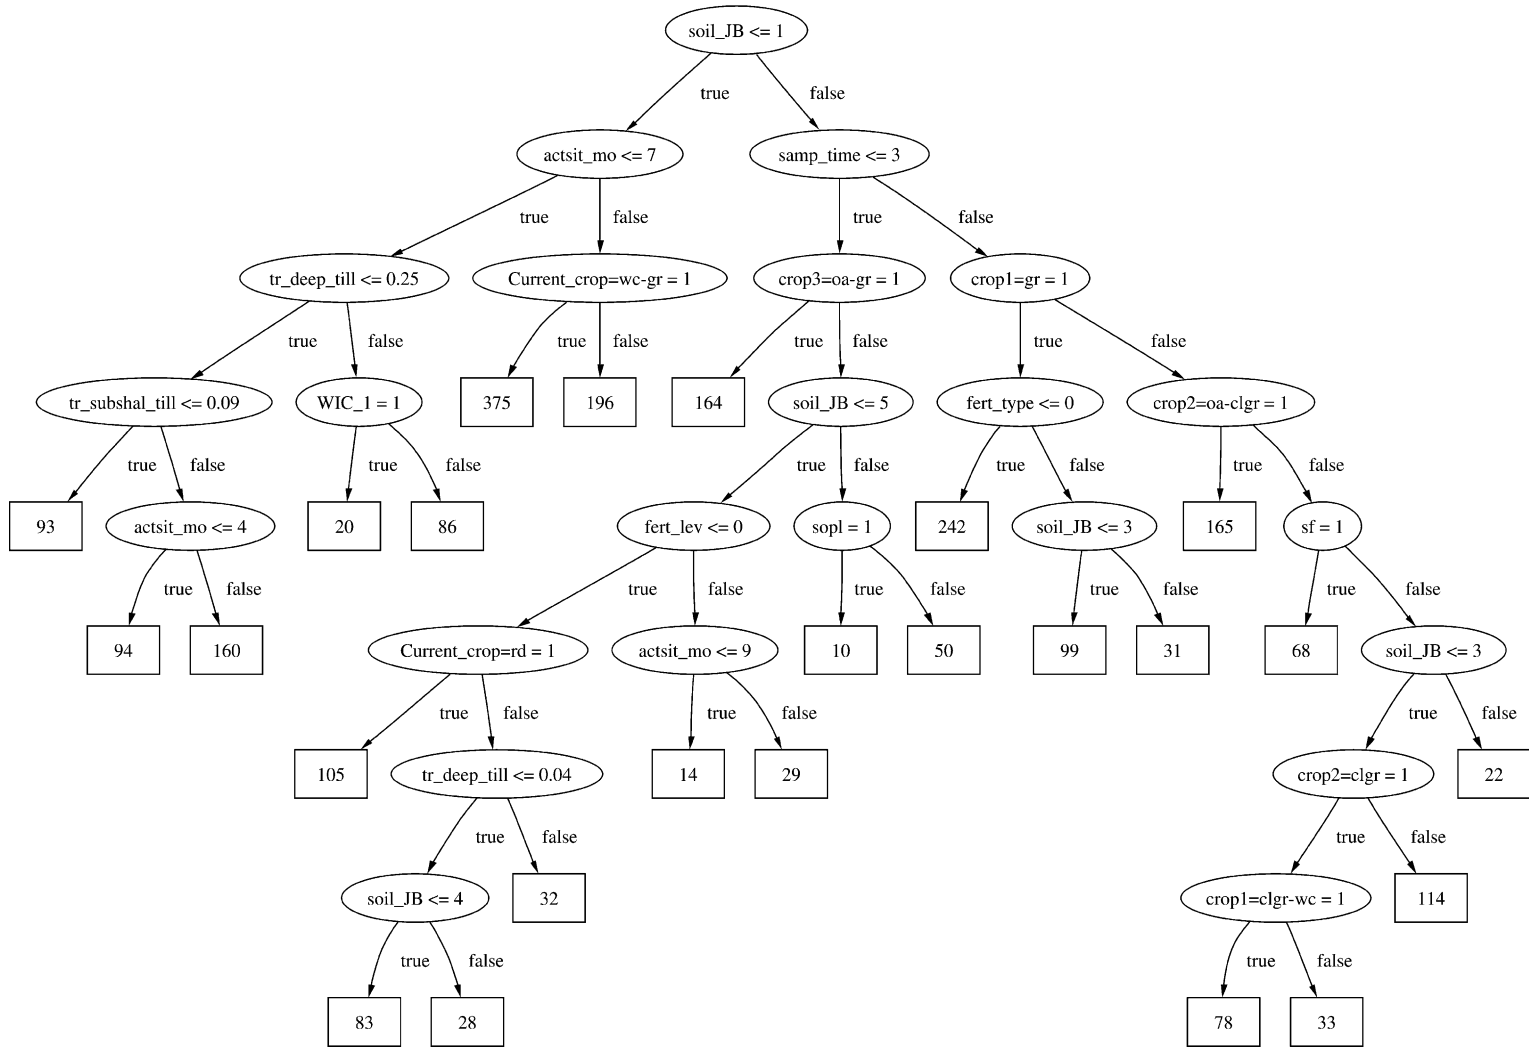 soil_JB <= 1
true
false
actsit_mo <= 7
samp_time <= 3
true
false
true
false
tr_deep_till <= 0.25
Current_crop=wc-gr = 1
crop3=oa-gr = 1
crop1=gr = 1
true
false
true
false
true
false
true
false
tr_subshal_till <= 0.09
WIC_1 = 1
375
196
164
soil_JB <= 5
fert_type <= 0
crop2=oa-clgr = 1
true
false
true
false
true
false
true
false
true
false
93
actsit_mo <= 4
20
86
fert_lev <= 0
sopl = 1
242
soil_JB <= 3
165
sf = 1
true
false
true
false
true
false
true
false
true
false
94
160
Current_crop=rd = 1
actsit_mo <= 9
10
50
99
31
68
soil_JB <= 3
true
false
true
false
true
false
105
tr_deep_till <= 0.04
14
29
crop2=clgr = 1
22
true
false
true
false
soil_JB <= 4
32
crop1=clgr-wc = 1
114
true
false
true
false
83
28
78
33